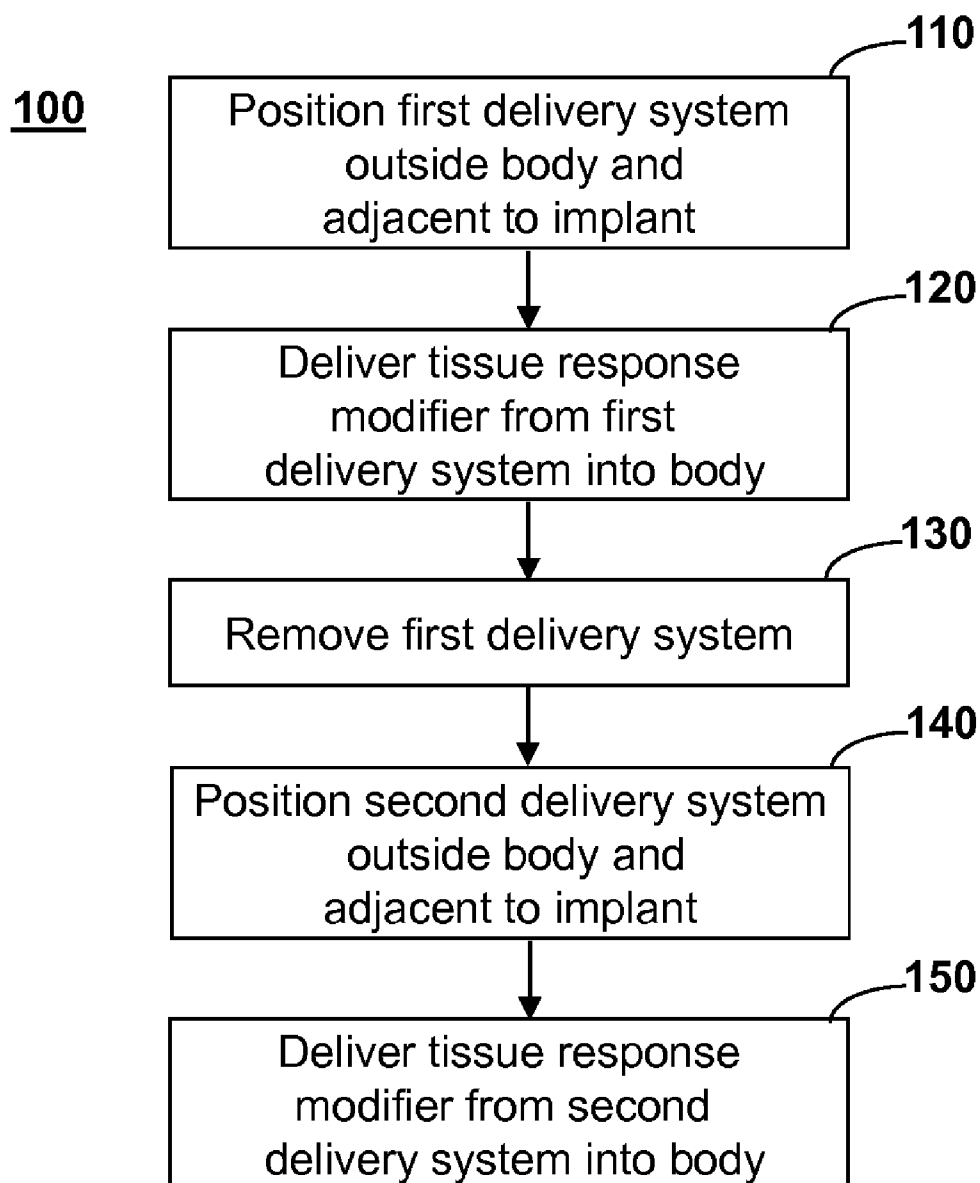 100
110
Position first delivery system
outside body and
adjacent to implant
120
Deliver tissue response
modifier from first
delivery system into body
130
Remove first delivery system
140
Position second delivery system
outside body and
adjacent to implant
150
Deliver tissue response
modifier from second
delivery system into body